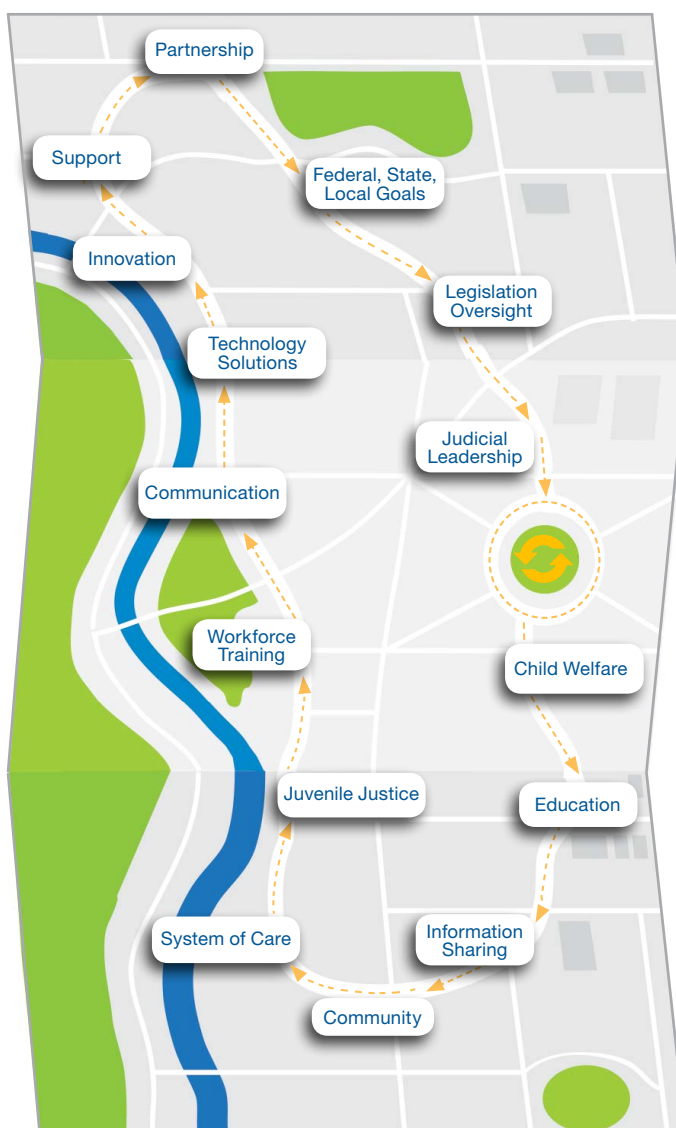 Partnership
Support
Federal, State,
Local Goals
Innovation
Legislation
Oversight
Technology
Solutions
Judicial
Leadership
Communication
Workforce
Training
Child Welfare
Juvenile Justice
Education
Information
Sharing
System of Care
Community